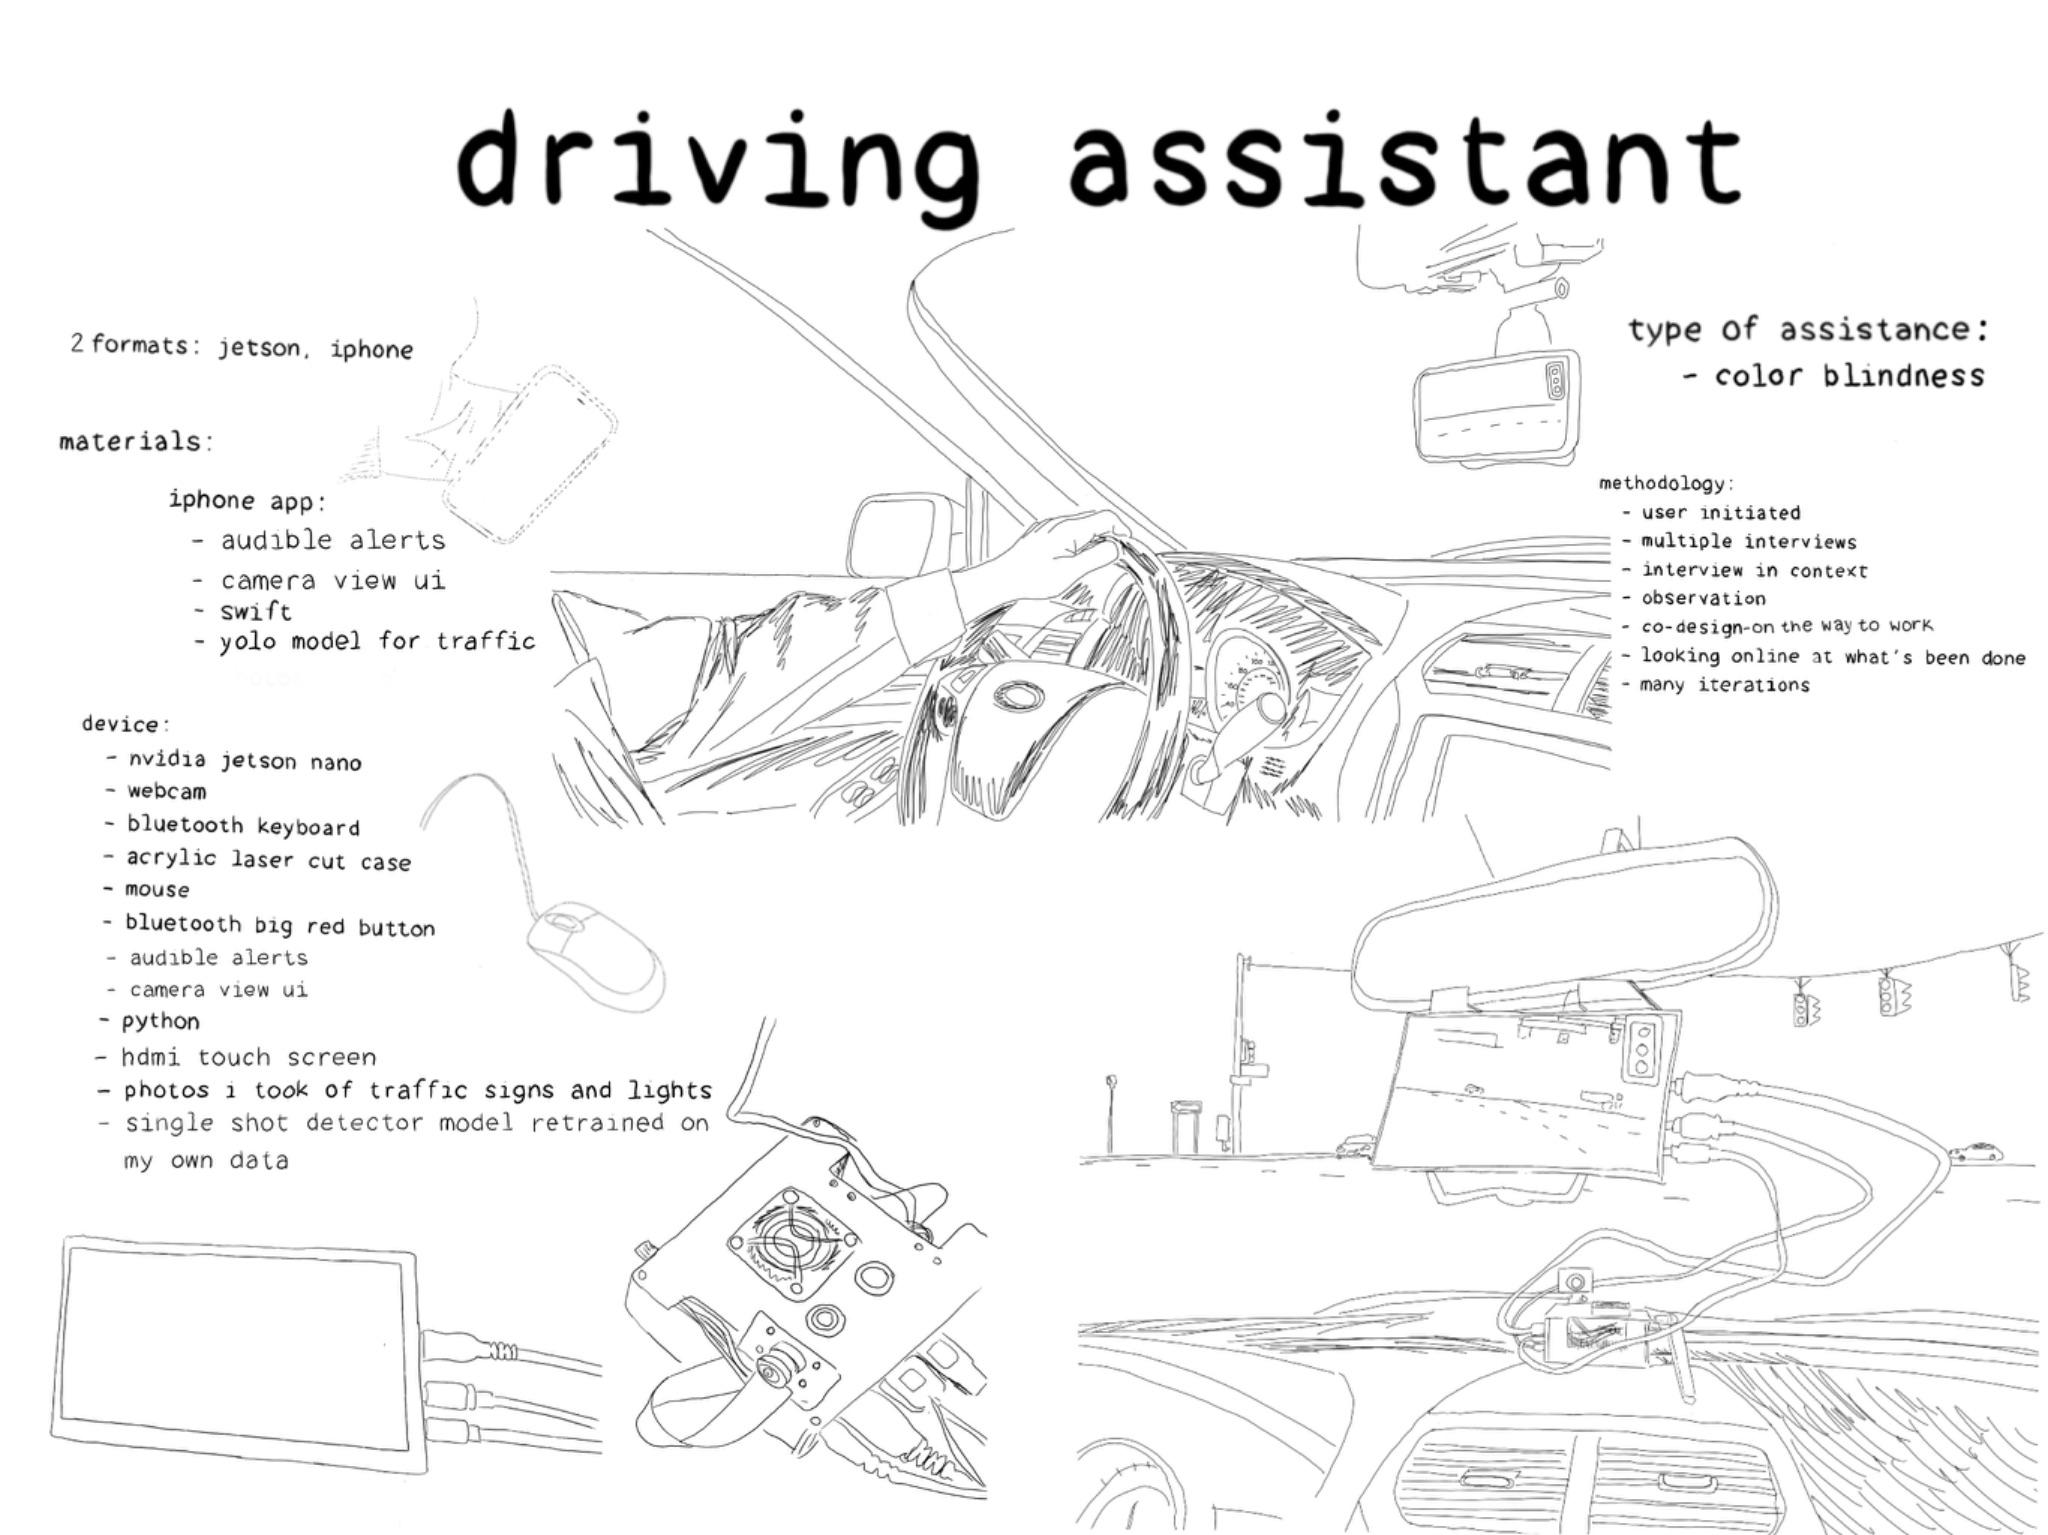 driving assistant
2 formats: jetson, iphone
materials:
iphone app:
- audible alerts
- camera view ui
- swift
- yolo model for traffic
device:
- nvidia jetson nano
- webcam
- bluetooth keyboard
- acrylic laser cut case
- mouse
- bluetooth big red button
- audible alerts
- camera view ui
- python
- hdmi touch screen
- photos i took of traffic signs and lights
- single shot detector model retrained on
my own data
type of assistance:
- color blindness
methodology:
- user initiated
- multiple interviews
- interview in context
- observation
- co-design-on the way to work
- looking online at what's been done
- many iterations